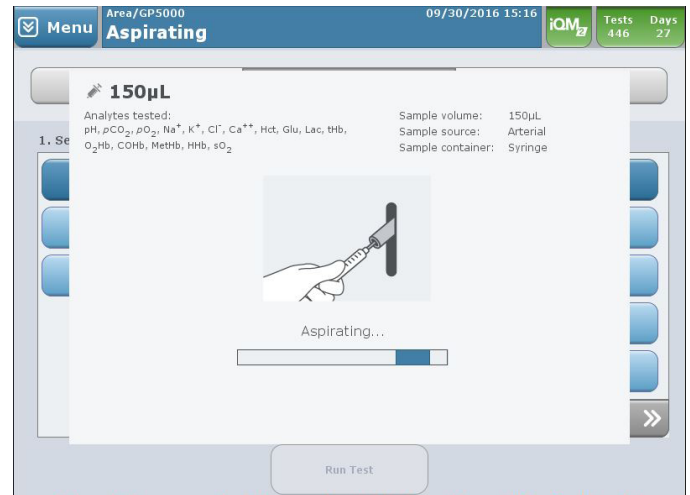 Menu
Area/GP5000
Aspirating
09/30/2016 15:16
iQM2
Tests Days
446 27
150µL
Analytes tested:
pH, pCO₂, pO₂, Na⁺, K⁺, Cl⁻, Ca⁺⁺, Hct, Glu, Lac, tHb,
O₂Hb, COHb, MetHb, HHb, sO₂
Sample volume: 150µL
Sample source: Arterial
Sample container: Syringe
1. Se
Aspirating...
Run Test